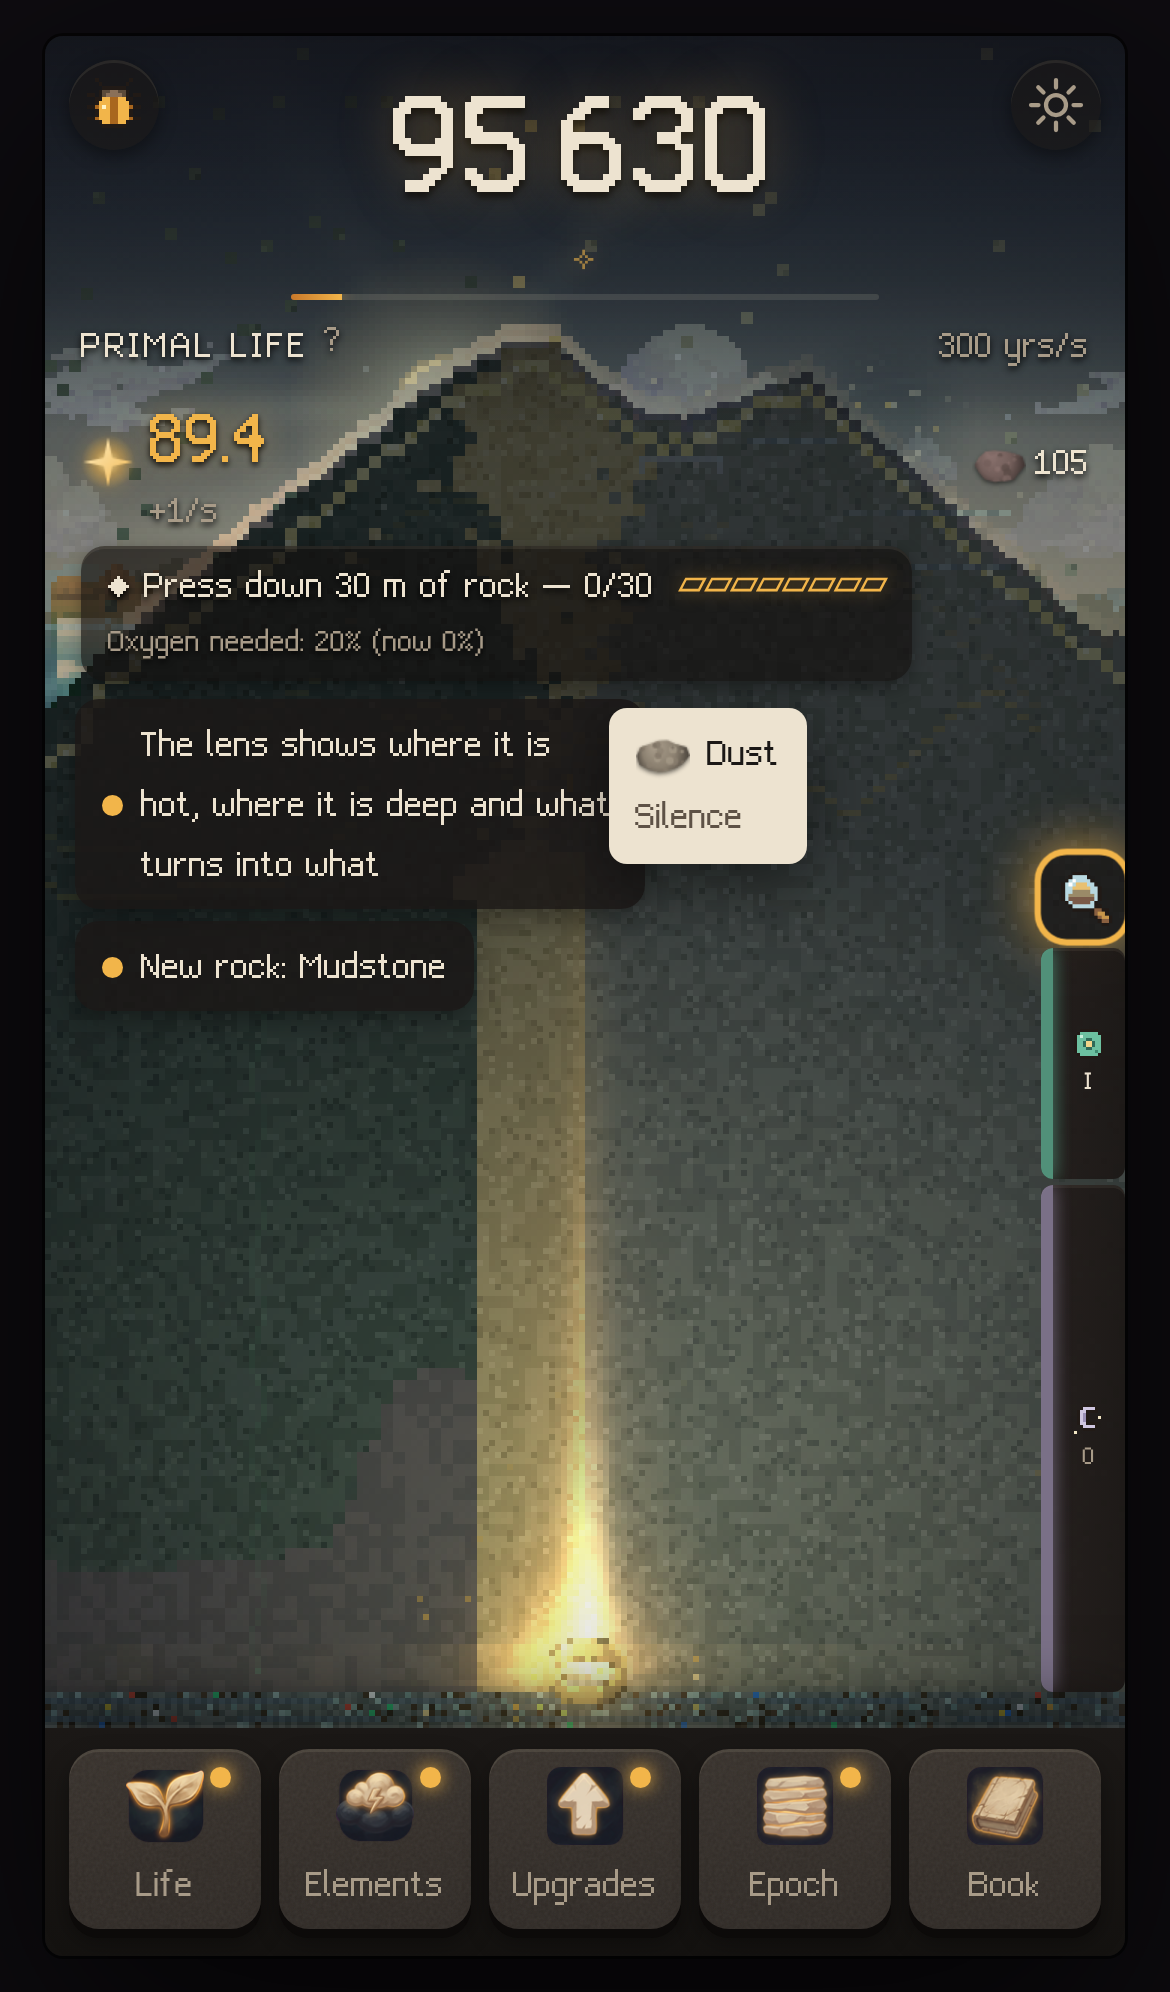 95 630
PRIMAL LIFE ?
300 yrs/s
89.4
105
+1/s
Press down 30 m of rock — 0/30
Oxygen needed: 20% (now 0%)
The lens shows where it is
hot, where it is deep and what
turns into what
Dust
Silence
New rock: Mudstone
I
0
Life
Elements
Upgrades
Epoch
Book